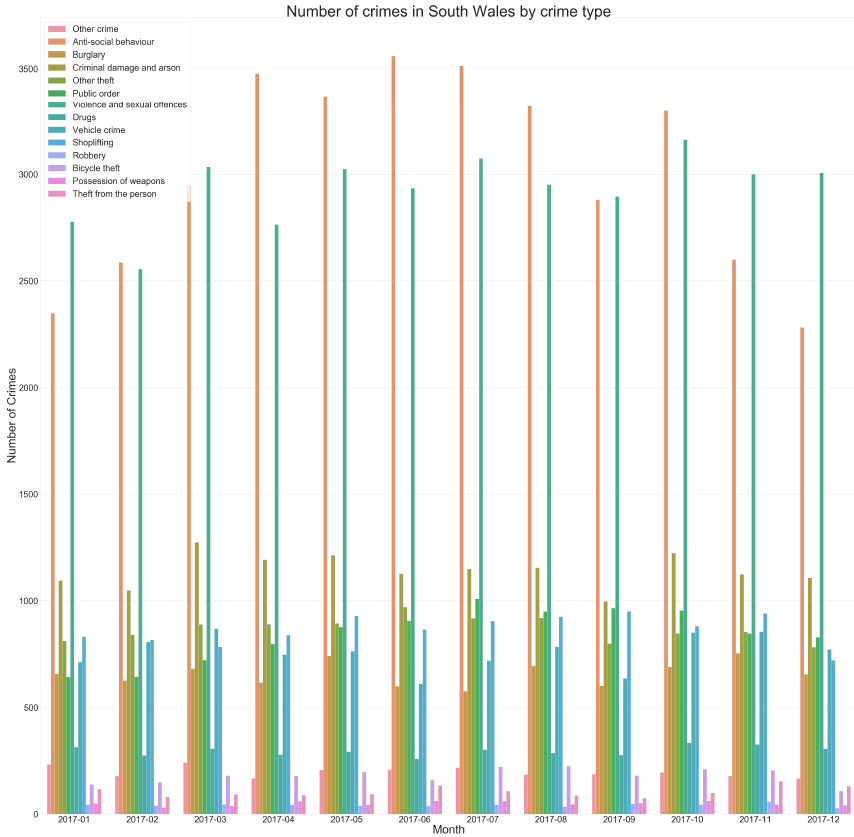 Number of crimes in South Wales by crime type
Other crime
Anti-social behaviour
Burglary
Criminal damage and arson
Other theft
Public order
Violence and sexual offences
Drugs
Vehicle crime
Shoplifting
Robbery
Bicycle theft
Possession of weapons
Theft from the person
3500
3000
2500
2000
1500
1000
500
0
Number of Crimes
2017-01 2017-02 2017-03 2017-04 2017-05 2017-06 2017-07 2017-08 2017-09 2017-10 2017-11 2017-12
Month